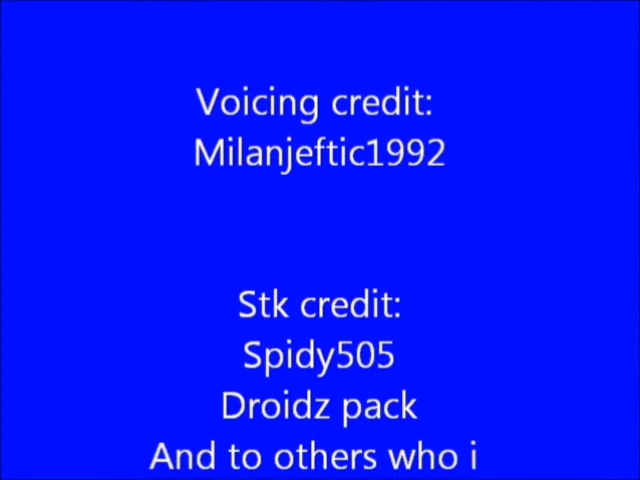 Voicing credit:
Milanjeftic1992
Stk credit:
Spidy505
Droidz pack
And to others who i